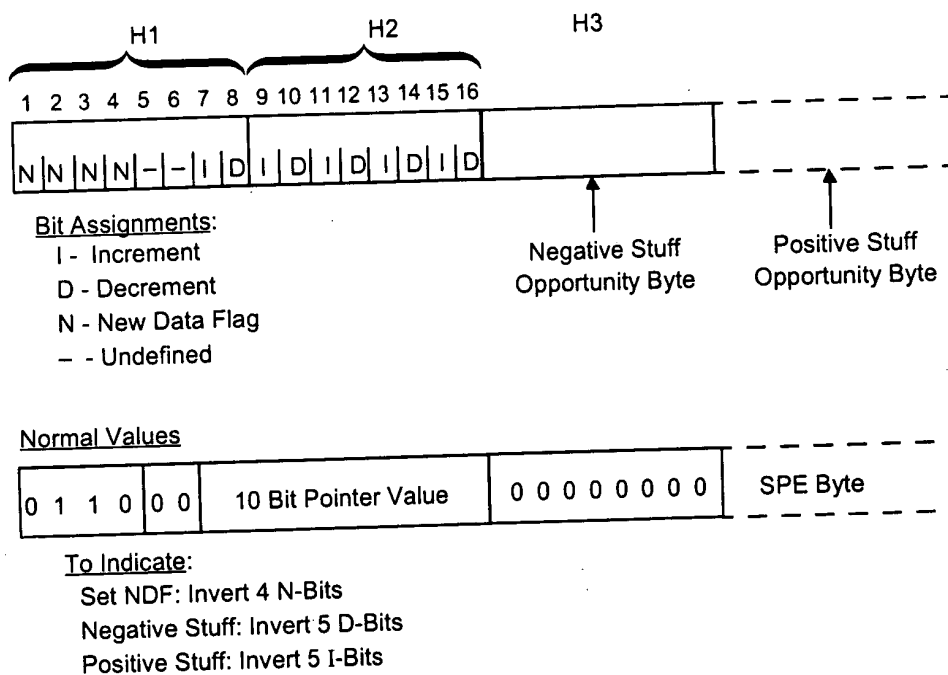 H1 H2 H3
1 2 3 4 5 6 7 8 9 10 11 12 13 14 15 16
N N N N – – I D I D I D I D I D
Bit Assignments:
I - Increment
D - Decrement
N - New Data Flag
– - Undefined
Negative Stuff
Opportunity Byte
Positive Stuff
Opportunity Byte
Normal Values
0 1 1 0 0 0 10 Bit Pointer Value 0 0 0 0 0 0 0 0 SPE Byte
To Indicate:
Set NDF: Invert 4 N-Bits
Negative Stuff: Invert 5 D-Bits
Positive Stuff: Invert 5 I-Bits